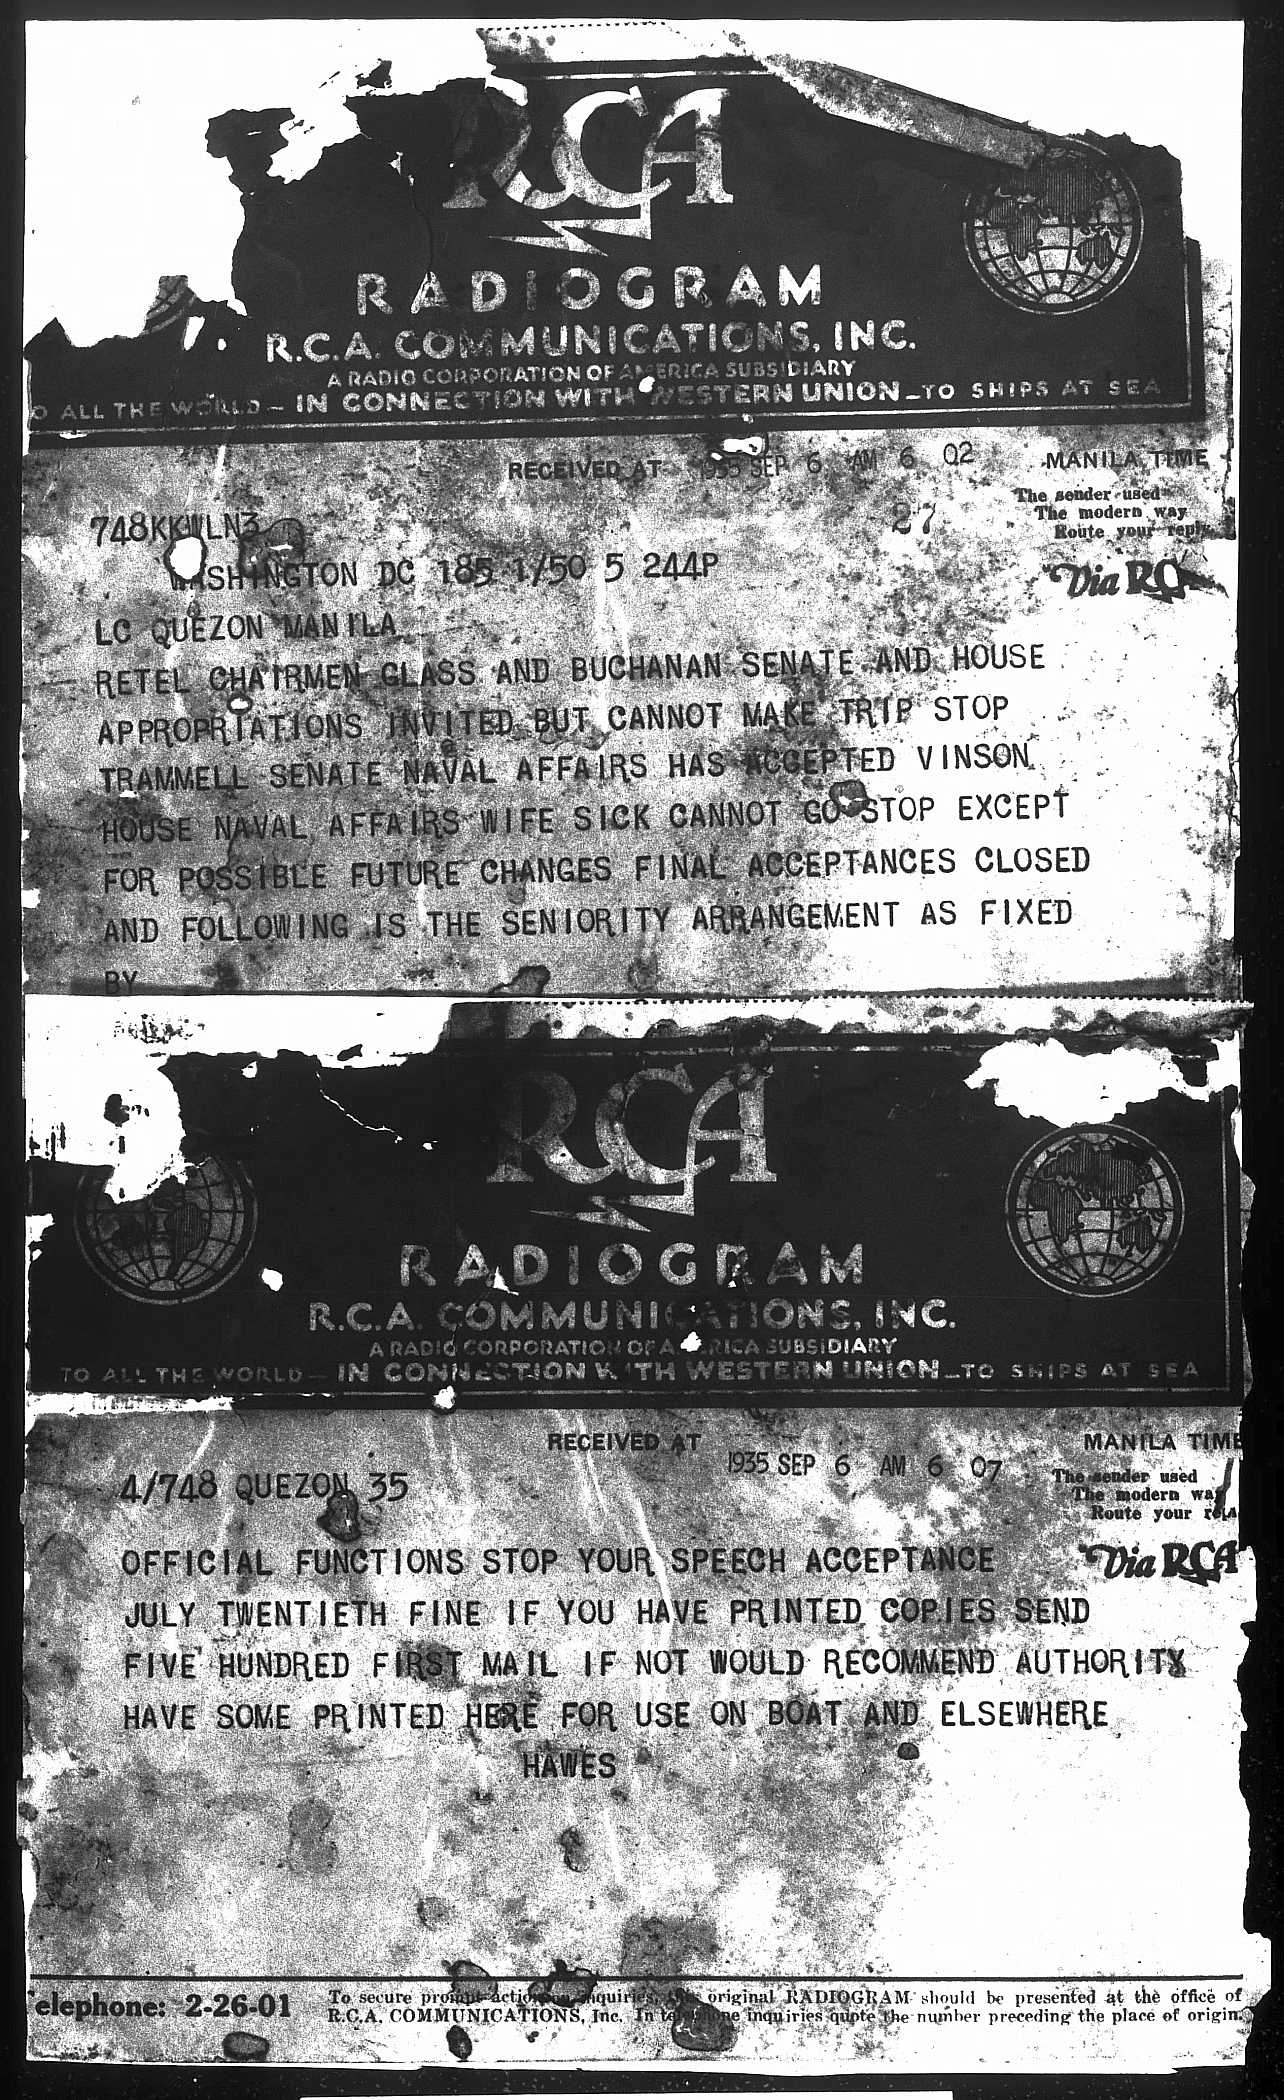 RCA
RADIOGRAM
R.C.A. COMMUNICATIONS, INC.
A RADIO CORPORATION OF AMERICA SUBSIDIARY
O ALL THE WORLD — IN CONNECTION WITH WESTERN UNION — TO SHIPS AT SEA
RECEIVED AT 1935 SEP 6 AM 6 02 MANILA TIME
The sender used
The modern way
Route your reply
27
748KKWLN3
WASHINGTON DC 185 1/50 5 244P
Via RC
LC QUEZON MANILA
RETEL CHAIRMEN GLASS AND BUCHANAN SENATE AND HOUSE
APPROPRIATIONS INVITED BUT CANNOT MAKE TRIP STOP
TRAMMELL SENATE NAVAL AFFAIRS HAS ACCEPTED VINSON
HOUSE NAVAL AFFAIRS WIFE SICK CANNOT GO STOP EXCEPT
FOR POSSIBLE FUTURE CHANGES FINAL ACCEPTANCES CLOSED
AND FOLLOWING IS THE SENIORITY ARRANGEMENT AS FIXED
BY
RCA
RADIOGRAM
R.C.A. COMMUNICATIONS, INC.
A RADIO CORPORATION OF AMERICA SUBSIDIARY
TO ALL THE WORLD — IN CONNECTION WITH WESTERN UNION — TO SHIPS AT SEA
RECEIVED AT 1935 SEP 6 AM 6 07 MANILA TIME
The sender used
The modern way
Route your
4/748 QUEZON 35
Via RCA
OFFICIAL FUNCTIONS STOP YOUR SPEECH ACCEPTANCE
JULY TWENTIETH FINE IF YOU HAVE PRINTED COPIES SEND
FIVE HUNDRED FIRST MAIL IF NOT WOULD RECOMMEND AUTHORITY
HAVE SOME PRINTED HERE FOR USE ON BOAT AND ELSEWHERE
HAWES
elephone: 2-26-01
To secure prompt action on inquiries, this original RADIOGRAM should be presented at the office of
R.C.A. COMMUNICATIONS, Inc. In telephone inquiries quote the number preceding the place of origin.